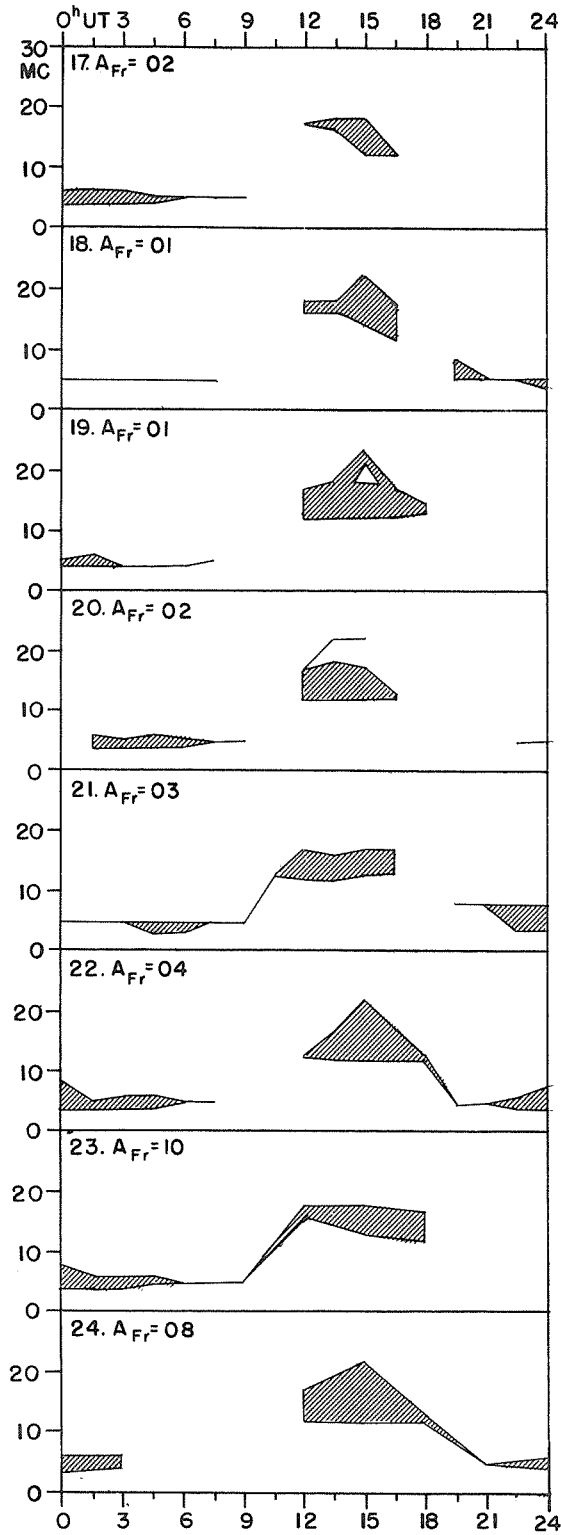 0ʰ UT 3 6 9 12 15 18 21 24
30
MC
17. A_Fr = 02
20
10
0
18. A_Fr = 01
20
10
0
19. A_Fr = 01
20
10
0
20. A_Fr = 02
20
10
0
21. A_Fr = 03
20
10
0
22. A_Fr = 04
20
10
0
23. A_Fr = 10
20
10
0
24. A_Fr = 08
20
10
0
0 3 6 9 12 15 18 21 24